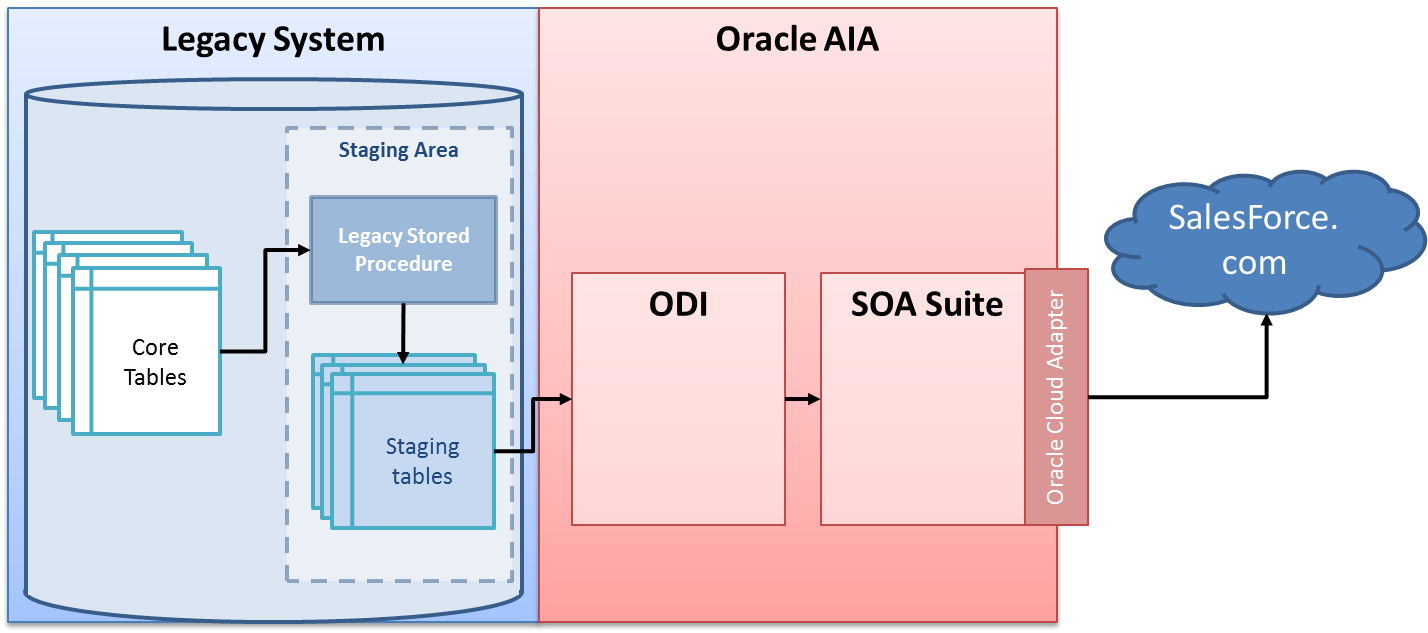 Legacy System
Oracle AIA
Staging Area
Legacy Stored
Procedure
Core
Tables
Staging
tables
ODI
SOA Suite
Oracle Cloud Adapter
SalesForce.
com